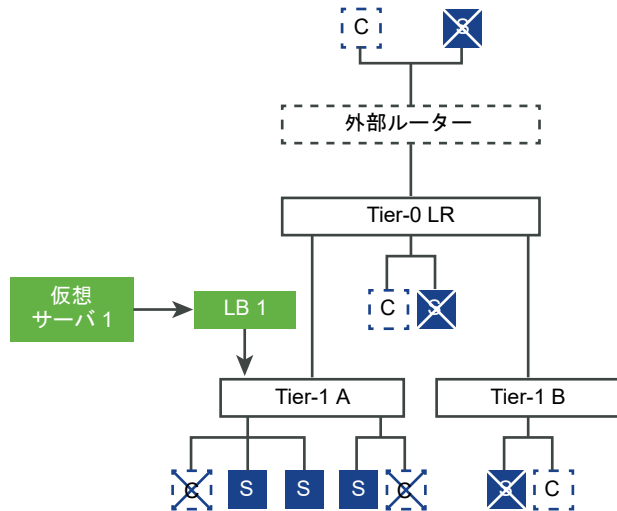 C S
外部ルーター
Tier-0 LR
仮想
サーバ 1
LB 1
C S
Tier-1 A
Tier-1 B
C S S S C S C